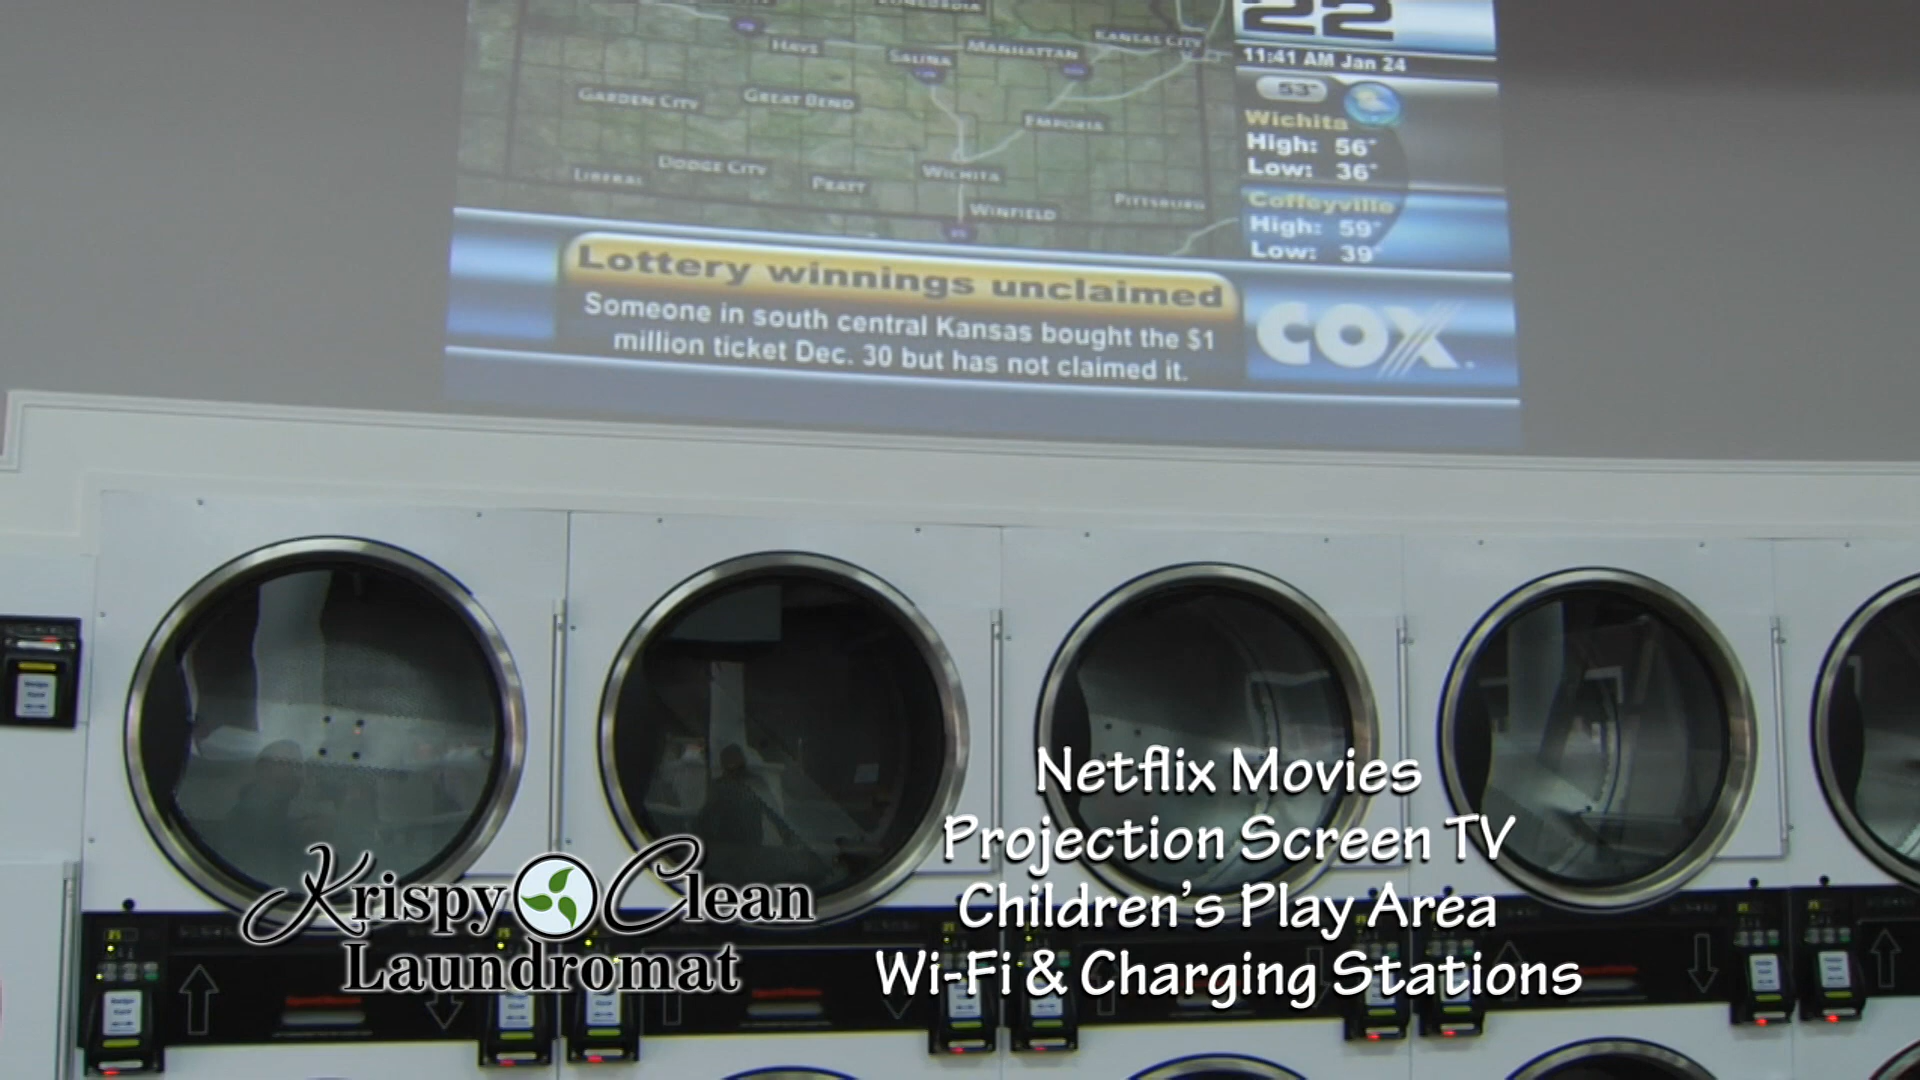 22
11:41 AM Jan 24
HAYS
SALINA
MANHATTAN
KANSAS CITY
53°
GARDEN CITY
GREAT BEND
EMPORIA
Wichita
High: 56°
Low: 36°
LIBERAL
DODGE CITY
PRATT
WICHITA
WINFIELD
PITTSBURG
Coffeyville
High: 59°
Low: 39°
Lottery winnings unclaimed
Someone in south central Kansas bought the $1
million ticket Dec. 30 but has not claimed it.
COX
Netflix Movies
Projection Screen TV
Children's Play Area
Wi-Fi & Charging Stations
Krispy Clean
Laundromat